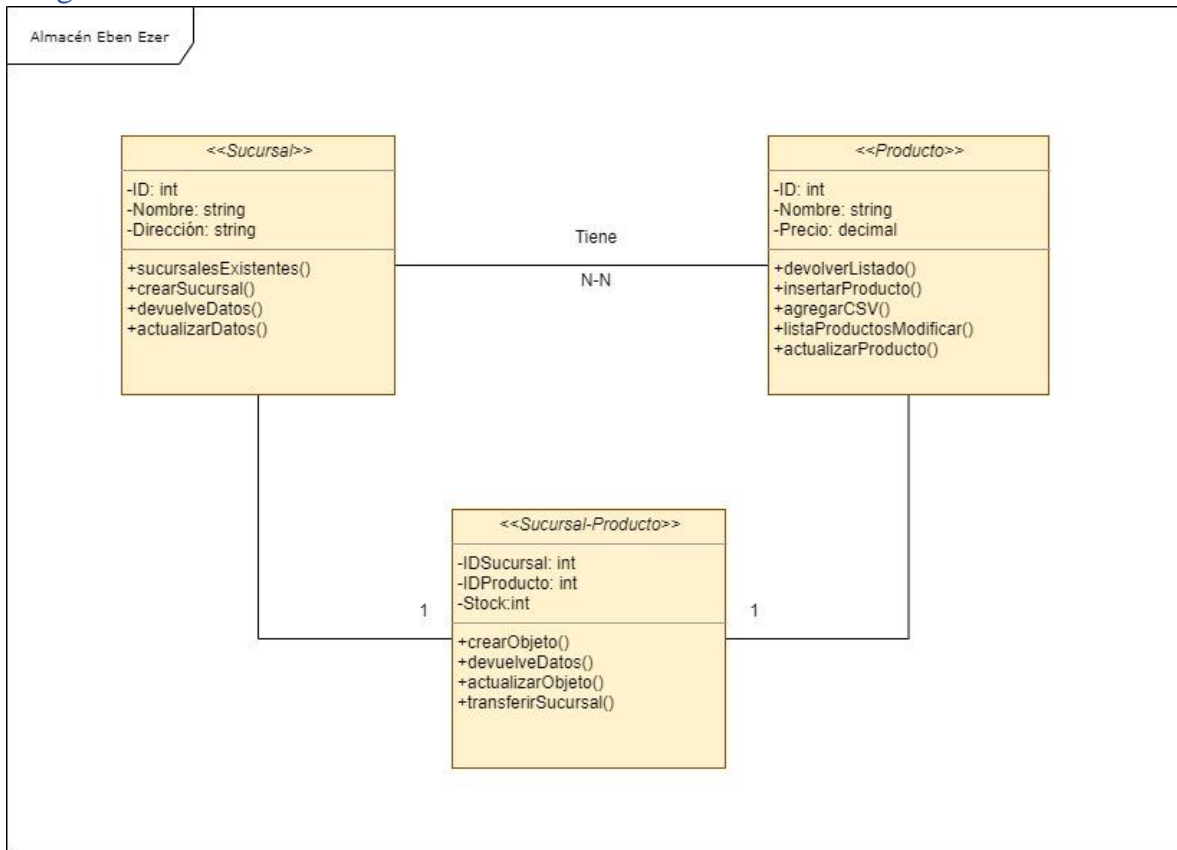 Almacén Eben Ezer
<<Sucursal>>
-ID: int
-Nombre: string
-Dirección: string
+sucursalesExistentes()
+crearSucursal()
+devuelveDatos()
+actualizarDatos()
Tiene
N-N
<<Producto>>
-ID: int
-Nombre: string
-Precio: decimal
+devolverListado()
+insertarProducto()
+agregarCSV()
+listaProductosModificar()
+actualizarProducto()
<<Sucursal-Producto>>
-IDSucursal: int
-IDProducto: int
-Stock:int
+crearObjeto()
+devuelveDatos()
+actualizarObjeto()
+transferirSucursal()
1
1